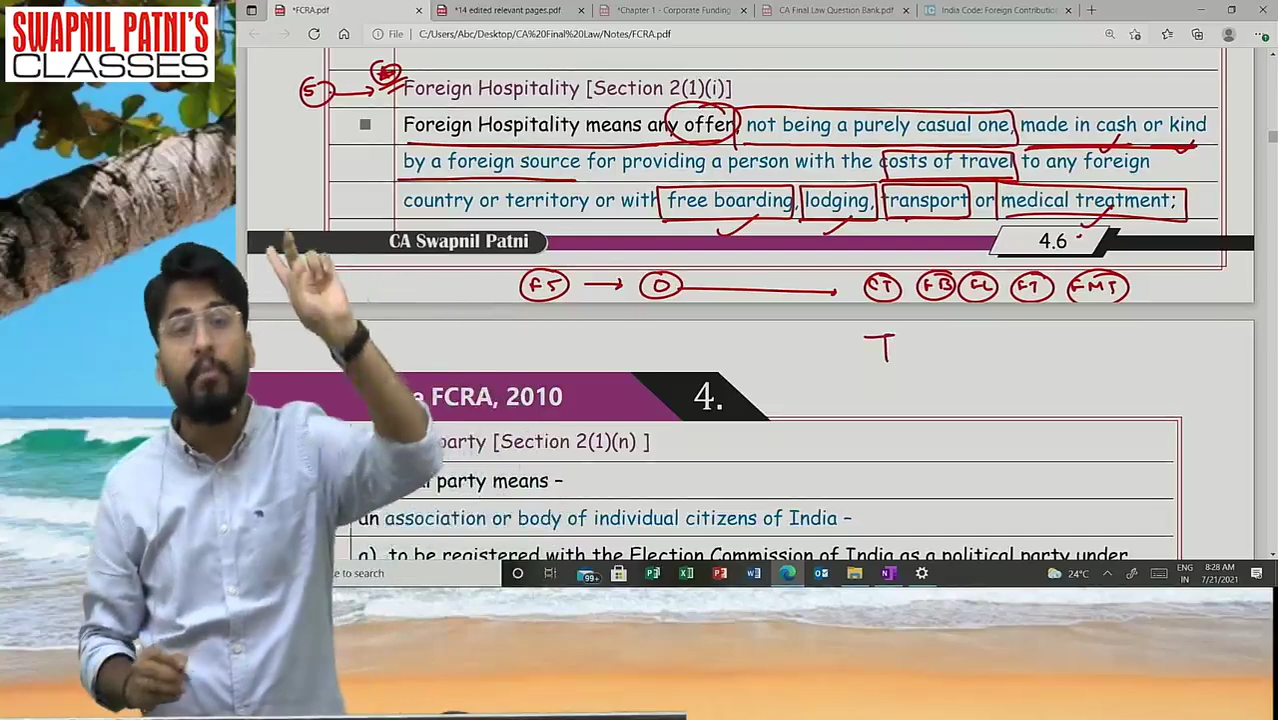 SWAPNIL PATNI'S
CLASSES
*FCRA.pdf
*14 edited relevant pages.pdf
*Chapter 1 - Corporate Funding
CA Final Law Question Bank.pdf
India Code: Foreign Contributio
File
C:/Users/Abc/Desktop/CA%20Final%20Law/Notes/FCRA.pdf
5
Foreign Hospitality [Section 2(1)(i)]
Foreign Hospitality means any offer, not being a purely casual one, made in cash or kind
by a foreign source for providing a person with the costs of travel to any foreign
country or territory or with free boarding, lodging, transport or medical treatment;
CA Swapnil Patni
4.6
FS → O → CT FB FL FT FMT
T
e FCRA, 2010
4.
party [Section 2(1)(n) ]
party means –
an association or body of individual citizens of India –
a) to be registered with the Election Commission of India as a political party under
e to search
99+
24°C
ENG
IN
8:28 AM
7/21/2021